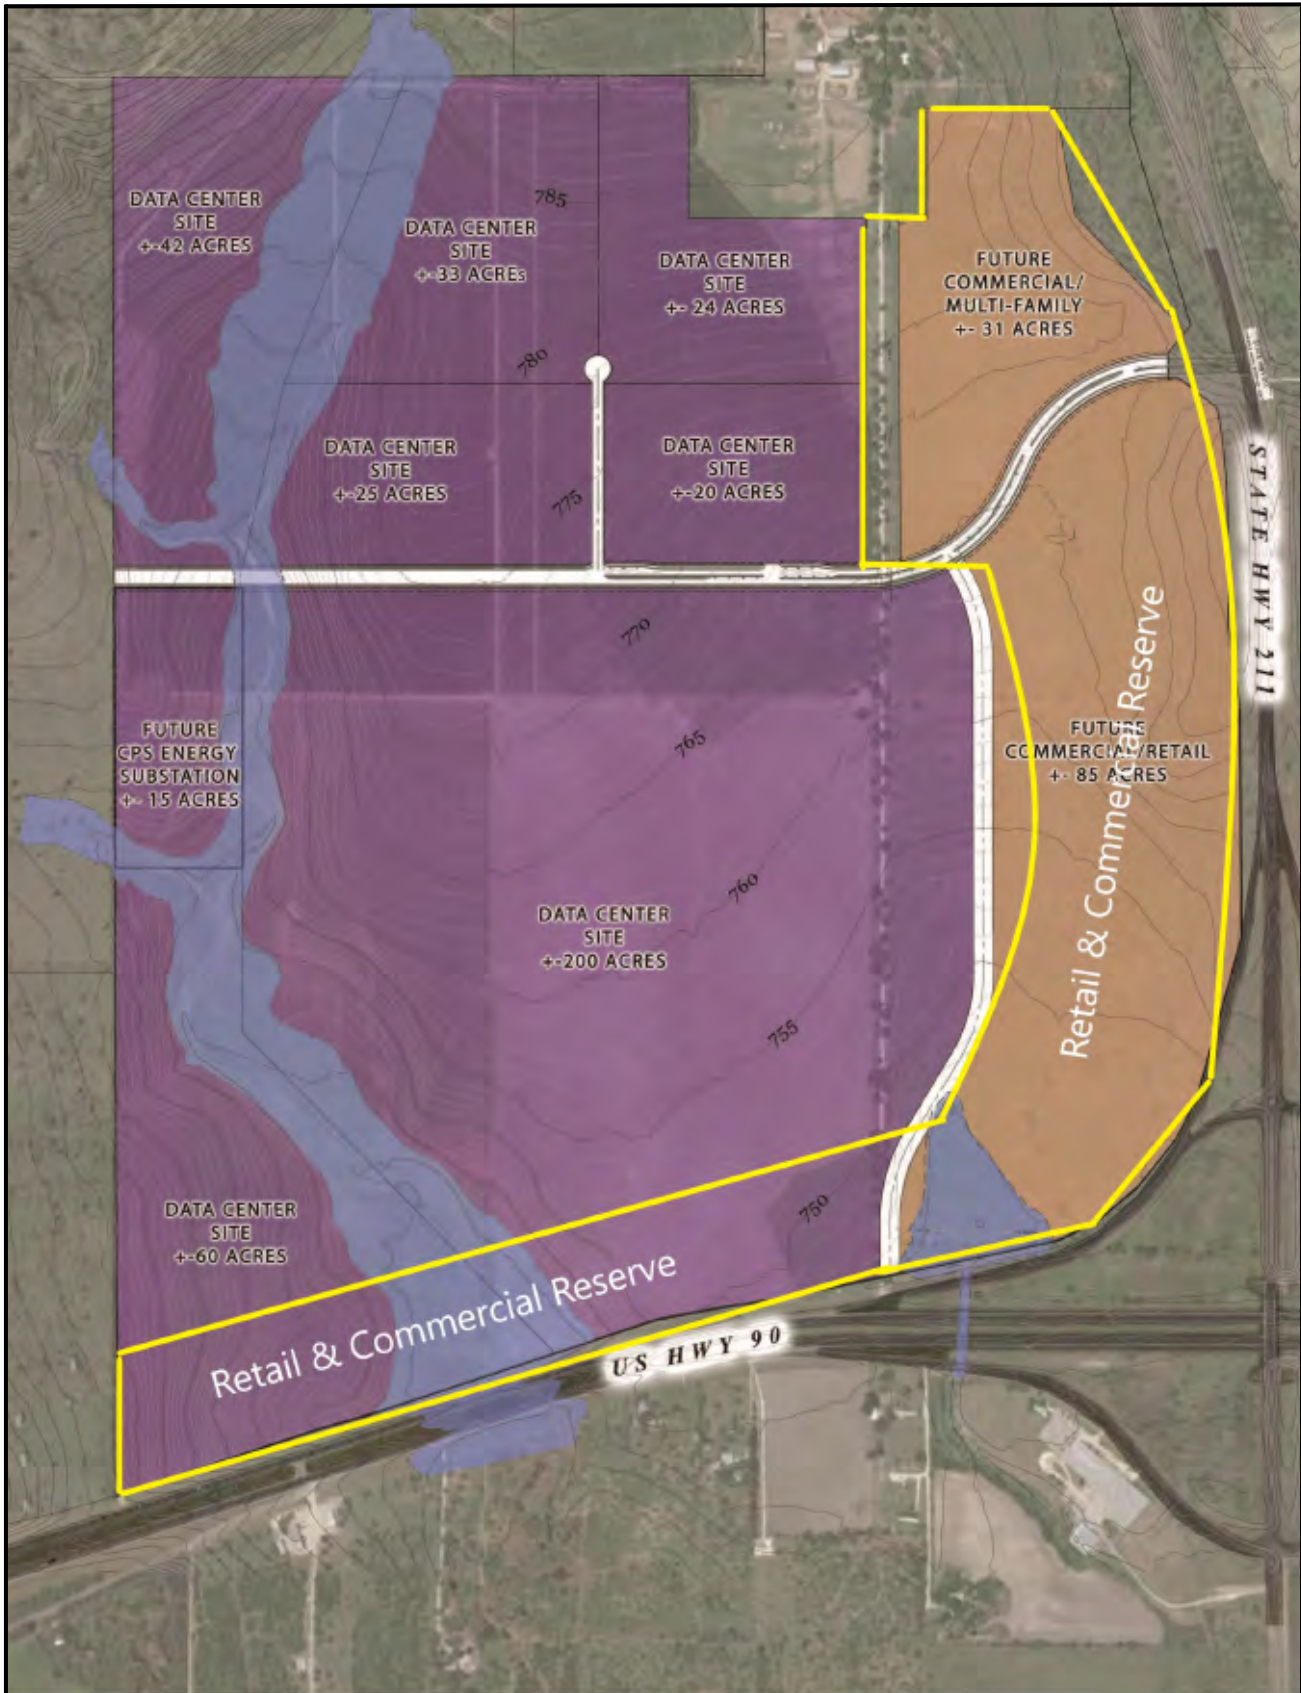 DATA CENTER
SITE
+-42 ACRES
785
DATA CENTER
SITE
+-33 ACREs
DATA CENTER
SITE
+- 24 ACRES
FUTURE
COMMERCIAL/
MULTI-FAMILY
+- 31 ACRES
780
DATA CENTER
SITE
+-25 ACRES
775
DATA CENTER
SITE
+-20 ACRES
STATE HWY 211
770
765
FUTURE
CPS ENERGY
SUBSTATION
+- 15 ACRES
FUTURE
COMMERCIAL/RETAIL
+- 85 ACRES
Retail & Commercial Reserve
760
DATA CENTER
SITE
+-200 ACRES
755
750
DATA CENTER
SITE
+-60 ACRES
Retail & Commercial Reserve
US HWY 90